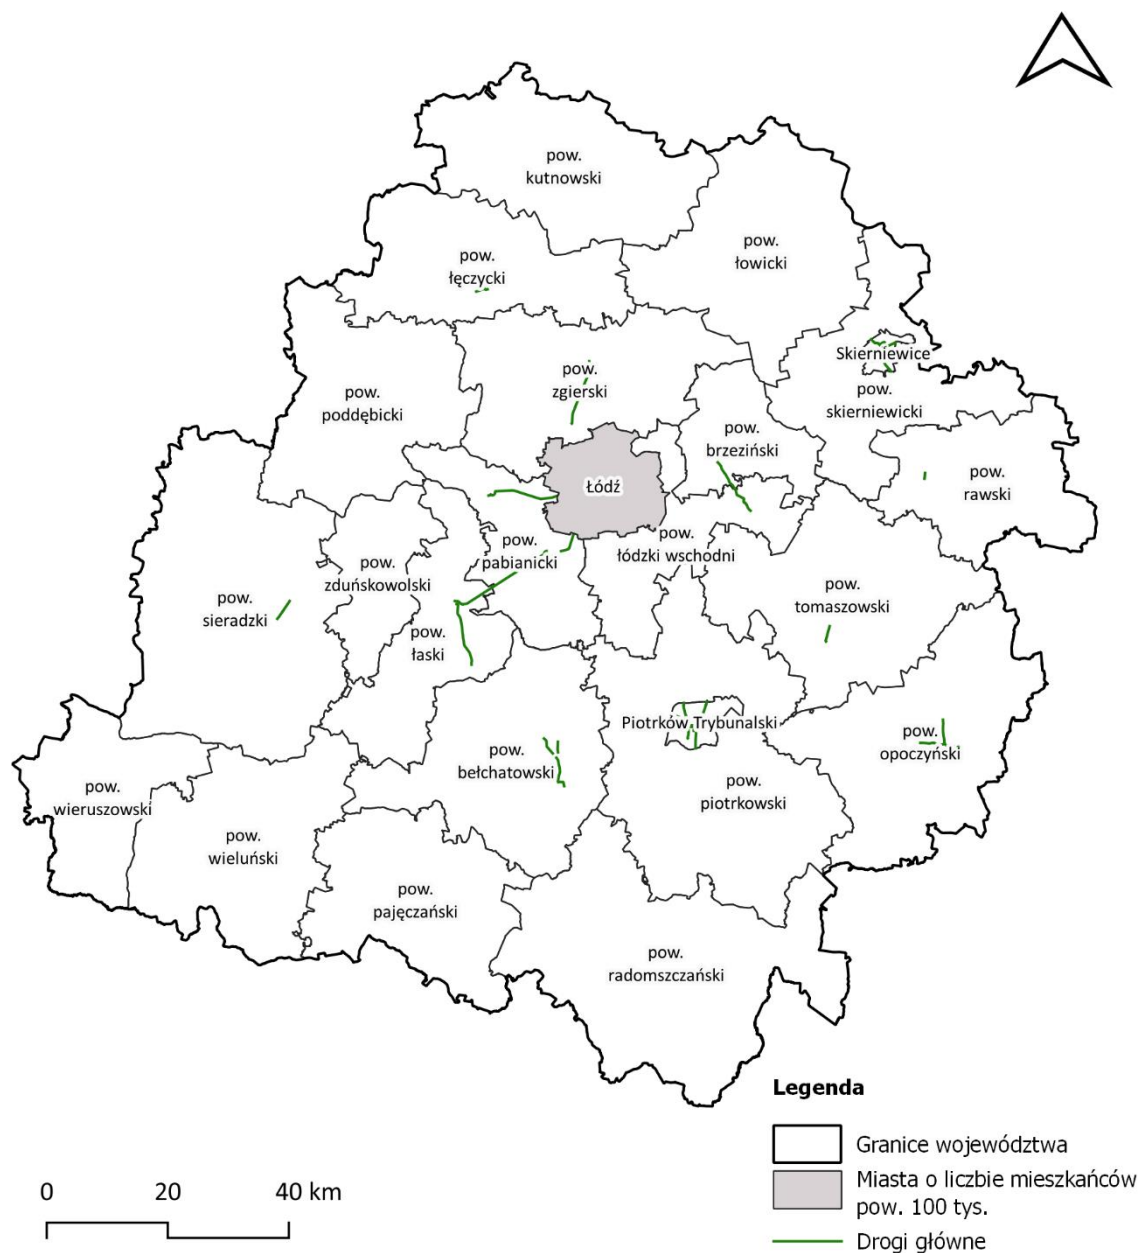 pow.
kutnowski
pow.
łowicki
pow.
łęczycki
Skierniewice
pow.
zgierski
pow.
skierniewicki
pow.
poddębicki
pow.
brzeziński
pow.
rawski
Łódź
pow.
pabianicki
pow.
łódzki wschodni
pow.
zduńskowolski
pow.
tomaszowski
pow.
sieradzki
pow.
łaski
Piotrków Trybunalski
pow.
opoczyński
pow.
bełchatowski
pow.
piotrkowski
pow.
wieruszowski
pow.
wieluński
pow.
pajęczański
pow.
radomszczański
Legenda
Granice województwa
Miasta o liczbie mieszkańców
pow. 100 tys.
Drogi główne
0 20 40 km